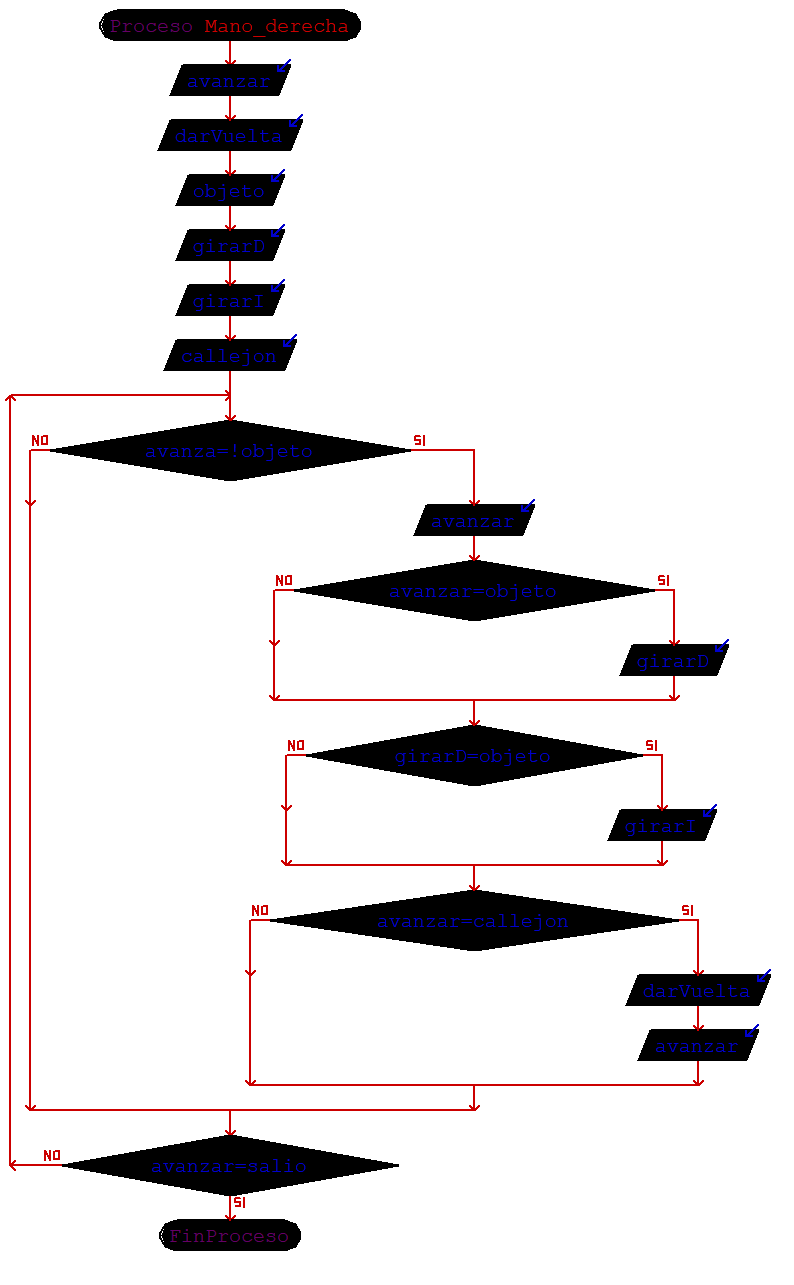 Proceso Mano_derecha
avanzar
darVuelta
objeto
girarD
girarI
callejon
NO
avanza=!objeto
SI
avanzar
NO
avanzar=objeto
SI
girarD
NO
girarD=objeto
SI
girarI
NO
avanzar=callejon
SI
darVuelta
avanzar
NO
avanzar=salio
SI
FinProceso